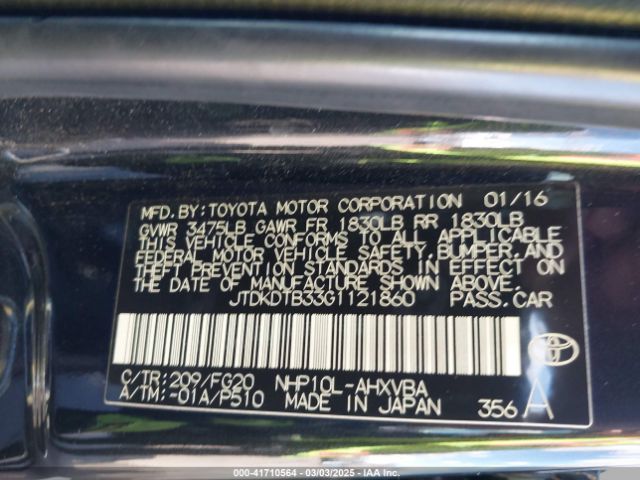 MFD.BY:TOYOTA MOTOR CORPORATION 01/16
GVWR 3475LB GAWR FR 1830LB RR 1830LB
THIS VEHICLE CONFORMS TO ALL APPLICABLE
FEDERAL MOTOR VEHICLE SAFETY,BUMPER,AND
THEFT PREVENTION STANDARDS IN EFFECT ON
THE DATE OF MANUFACTURE SHOWN ABOVE.
JTDKDTB33G1121860 PASS.CAR
C/TR:209/FG20 NHP10L-AHXVBA
A/TM:-01A/P510 MADE IN JAPAN 356 A
000-41710564 | 03/03/2025 | IAA Inc.